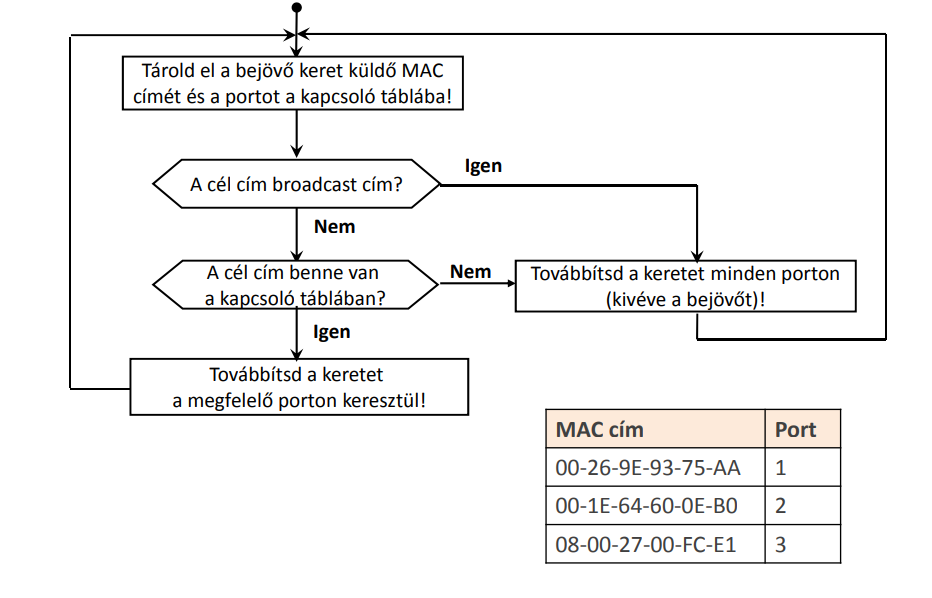 Tárold el a bejövő keret küldő MAC
címét és a portot a kapcsoló táblába!
Igen
A cél cím broadcast cím?
Nem
A cél cím benne van
a kapcsoló táblában?
Nem
Továbbítsd a keretet minden porton
(kivéve a bejövőt)!
Igen
Továbbítsd a keretet
a megfelelő porton keresztül!
MAC cím Port
00-26-9E-93-75-AA 1
00-1E-64-60-0E-B0 2
08-00-27-00-FC-E1 3